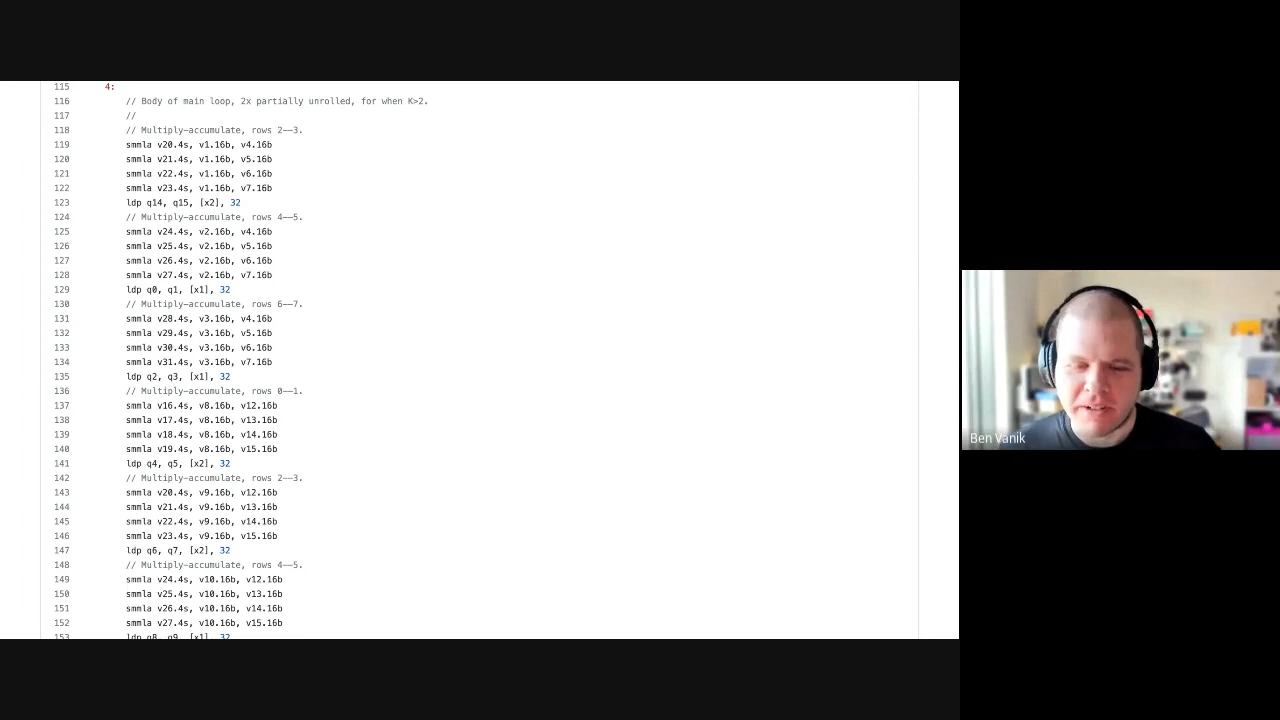 115 4:
116 // Body of main loop, 2x partially unrolled, for when K>2.
117 //
118 // Multiply-accumulate, rows 2——3.
119 smmla v20.4s, v1.16b, v4.16b
120 smmla v21.4s, v1.16b, v5.16b
121 smmla v22.4s, v1.16b, v6.16b
122 smmla v23.4s, v1.16b, v7.16b
123 ldp q14, q15, [x2], 32
124 // Multiply-accumulate, rows 4——5.
125 smmla v24.4s, v2.16b, v4.16b
126 smmla v25.4s, v2.16b, v5.16b
127 smmla v26.4s, v2.16b, v6.16b
128 smmla v27.4s, v2.16b, v7.16b
129 ldp q0, q1, [x1], 32
130 // Multiply-accumulate, rows 6——7.
131 smmla v28.4s, v3.16b, v4.16b
132 smmla v29.4s, v3.16b, v5.16b
133 smmla v30.4s, v3.16b, v6.16b
134 smmla v31.4s, v3.16b, v7.16b
135 ldp q2, q3, [x1], 32
136 // Multiply-accumulate, rows 0——1.
137 smmla v16.4s, v8.16b, v12.16b
138 smmla v17.4s, v8.16b, v13.16b
139 smmla v18.4s, v8.16b, v14.16b
140 smmla v19.4s, v8.16b, v15.16b
141 ldp q4, q5, [x2], 32
142 // Multiply-accumulate, rows 2——3.
143 smmla v20.4s, v9.16b, v12.16b
144 smmla v21.4s, v9.16b, v13.16b
145 smmla v22.4s, v9.16b, v14.16b
146 smmla v23.4s, v9.16b, v15.16b
147 ldp q6, q7, [x2], 32
148 // Multiply-accumulate, rows 4——5.
149 smmla v24.4s, v10.16b, v12.16b
150 smmla v25.4s, v10.16b, v13.16b
151 smmla v26.4s, v10.16b, v14.16b
152 smmla v27.4s, v10.16b, v15.16b
153 ldp q8, q9, [x1], 32
Ben Vanik